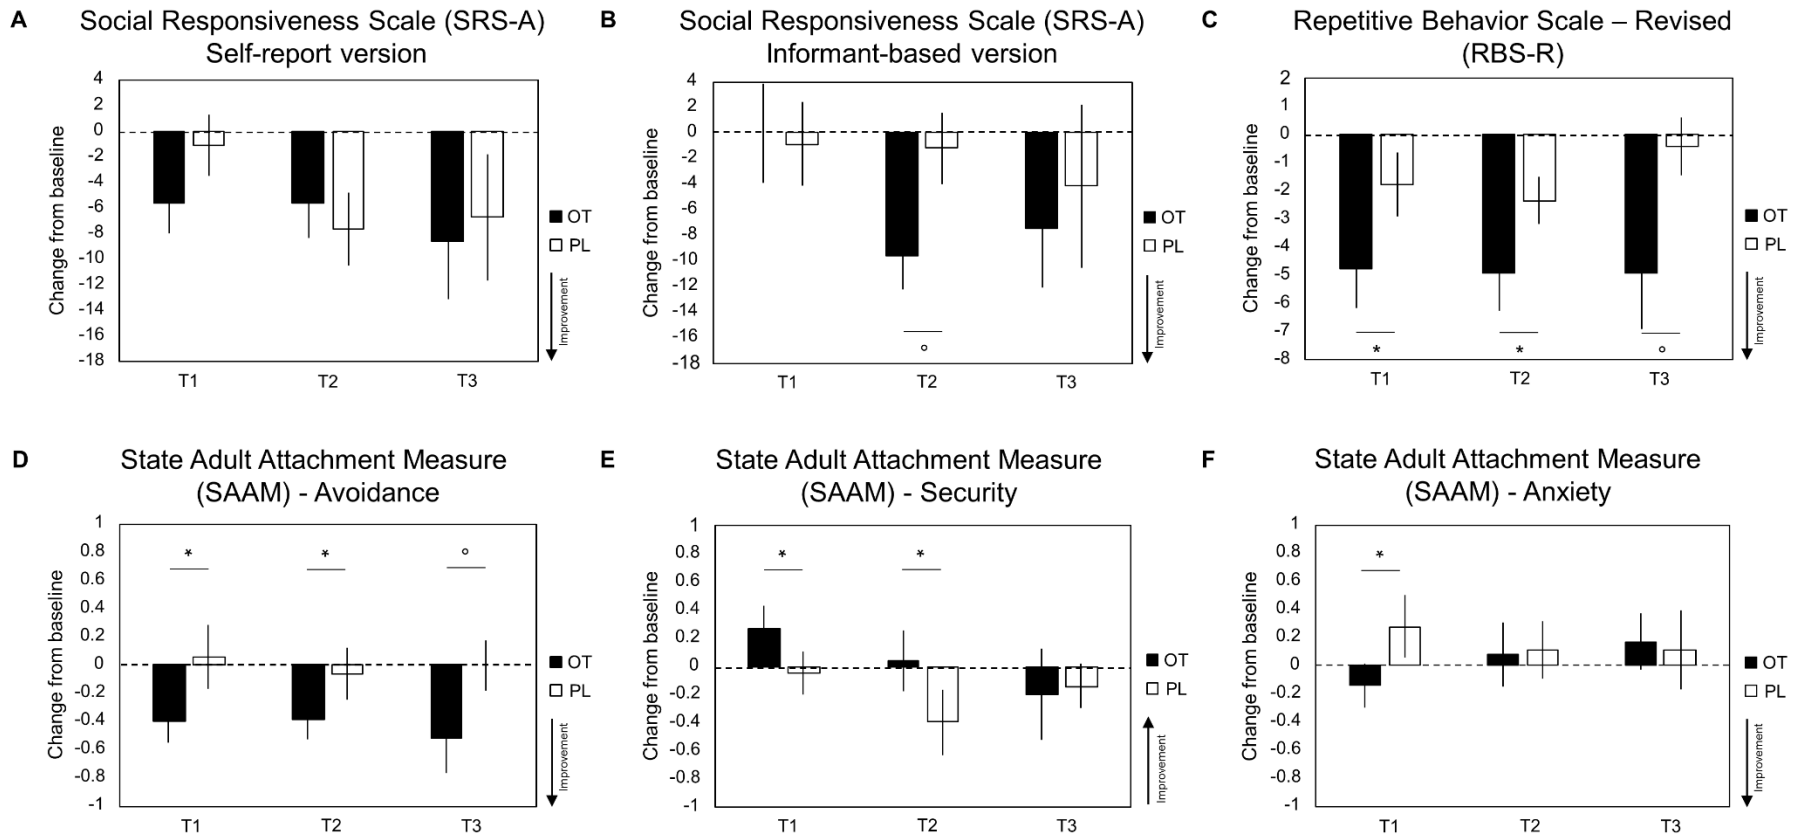 A
Social Responsiveness Scale (SRS-A)
Self-report version
4
2
0
-2
-4
-6
-8
-10
-12
-14
-16
-18
Change from baseline
T1
T2
T3
OT
PL
Improvement
B
Social Responsiveness Scale (SRS-A)
Informant-based version
4
2
0
-2
-4
-6
-8
-10
-12
-14
-16
-18
Change from baseline
°
T1
T2
T3
OT
PL
Improvement
C
Repetitive Behavior Scale – Revised
(RBS-R)
2
1
0
-1
-2
-3
-4
-5
-6
-7
-8
Change from baseline
* * °
T1
T2
T3
OT
PL
Improvement
D
State Adult Attachment Measure
(SAAM) - Avoidance
1
0.8
0.6
0.4
0.2
0
-0.2
-0.4
-0.6
-0.8
-1
Change from baseline
* * °
T1
T2
T3
OT
PL
Improvement
E
State Adult Attachment Measure
(SAAM) - Security
1
0.8
0.6
0.4
0.2
0
-0.2
-0.4
-0.6
-0.8
-1
Change from baseline
* *
T1
T2
T3
OT
PL
Improvement
F
State Adult Attachment Measure
(SAAM) - Anxiety
1
0.8
0.6
0.4
0.2
0
-0.2
-0.4
-0.6
-0.8
-1
Change from baseline
*
T1
T2
T3
OT
PL
Improvement